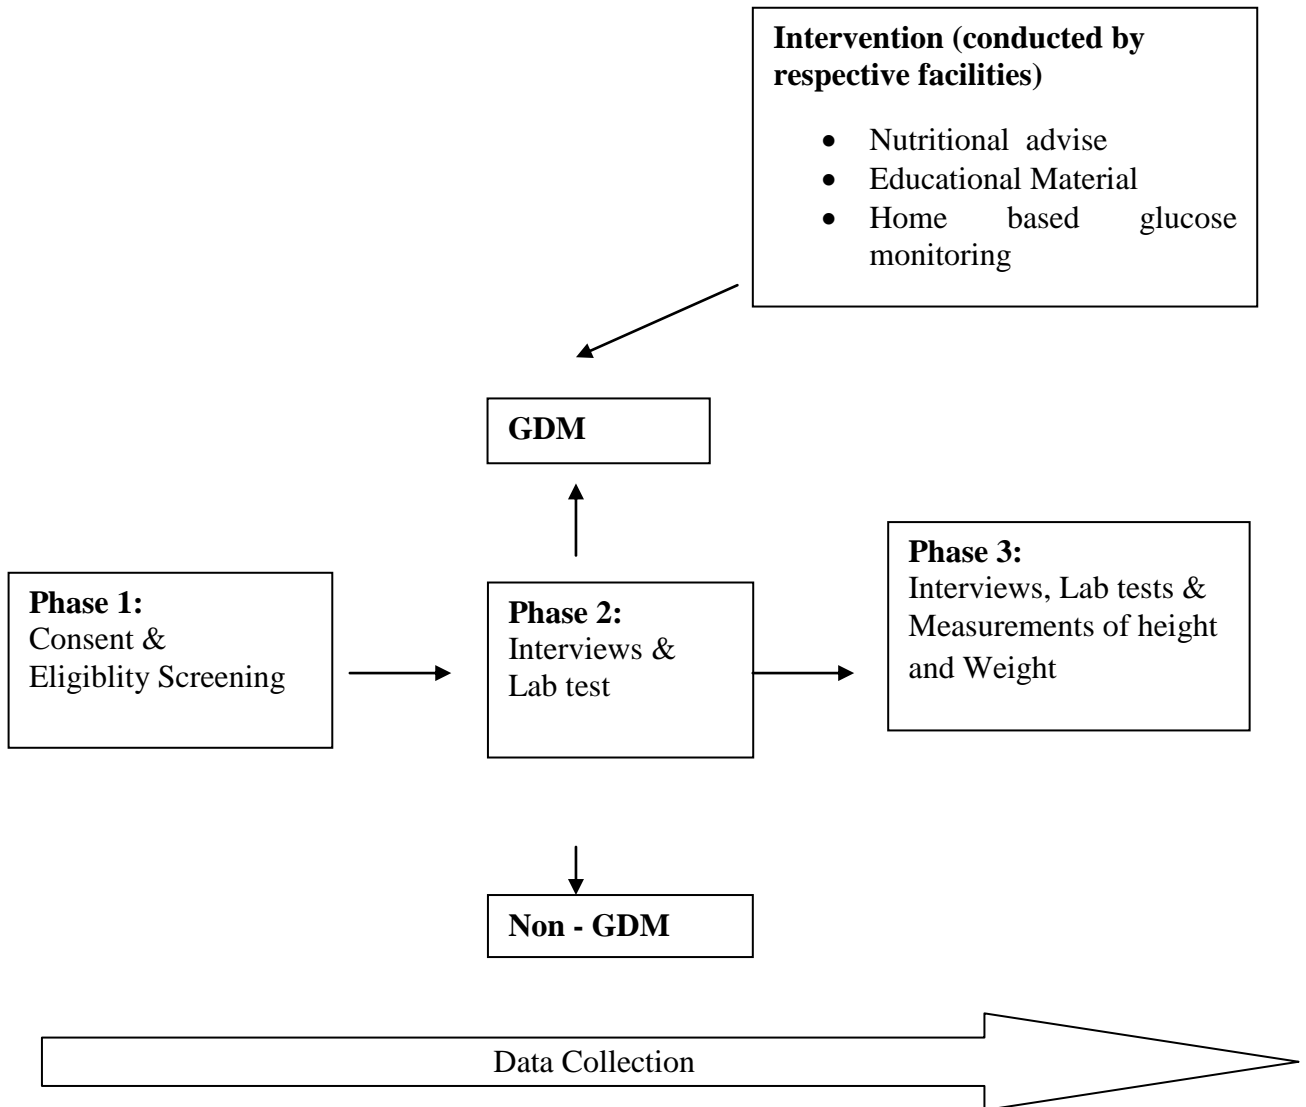 Intervention (conducted by
respective facilities)
• Nutritional advise
• Educational Material
• Home based glucose
monitoring
GDM
Phase 1:
Consent &
Eligiblity Screening
Phase 2:
Interviews &
Lab test
Phase 3:
Interviews, Lab tests &
Measurements of height
and Weight
Non - GDM
Data Collection